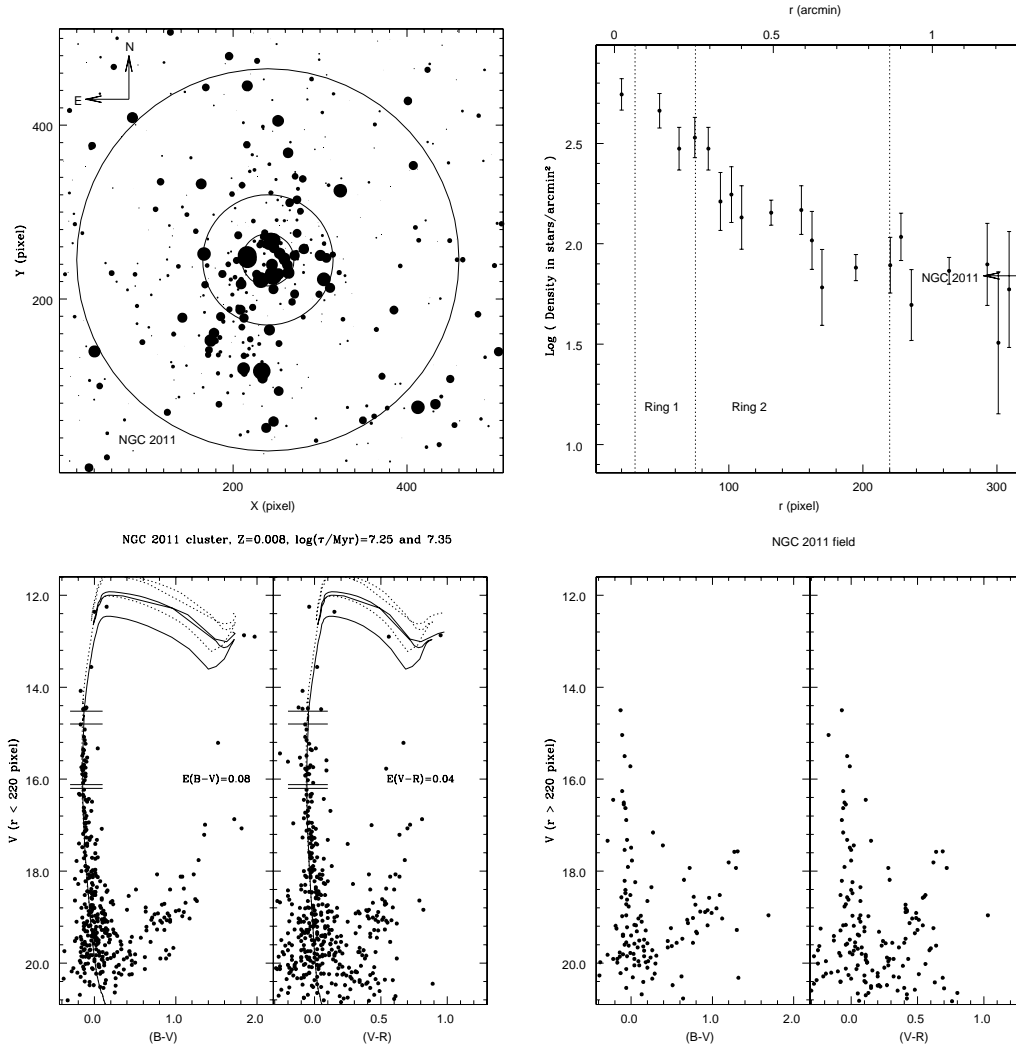 N
E
400
200
200
400
Y (pixel)
X (pixel)
NGC 2011
r (arcmin)
0
0.5
1
2.5
2.0
1.5
1.0
Log ( Density in stars/arcmin² )
NGC 2011
Ring 1
Ring 2
100
200
300
r (pixel)
NGC 2011 cluster, Z=0.008, log(τ/Myr)=7.25 and 7.35
12.0
14.0
16.0
18.0
20.0
V (r < 220 pixel)
E(B-V)=0.08
E(V-R)=0.04
0.0
1.0
2.0
(B-V)
0.0
0.5
1.0
(V-R)
NGC 2011 field
12.0
14.0
16.0
18.0
20.0
V (r > 220 pixel)
0.0
1.0
2.0
(B-V)
0.0
0.5
1.0
(V-R)